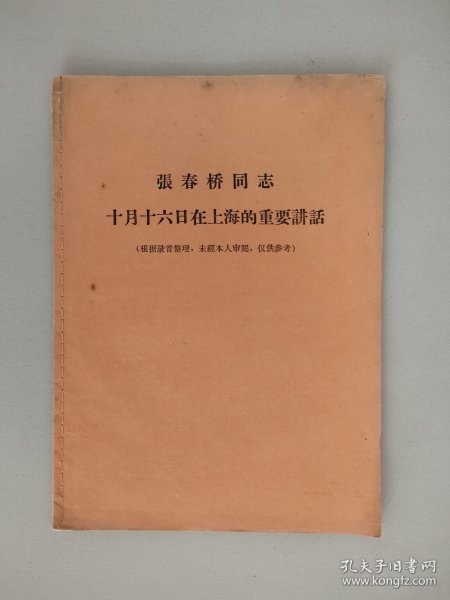 張春桥同志
十月十六日在上海的重要講話
(根据录音整理，未經本人审閱，仅供參考)
孔夫子旧书网
www.kongfz.com